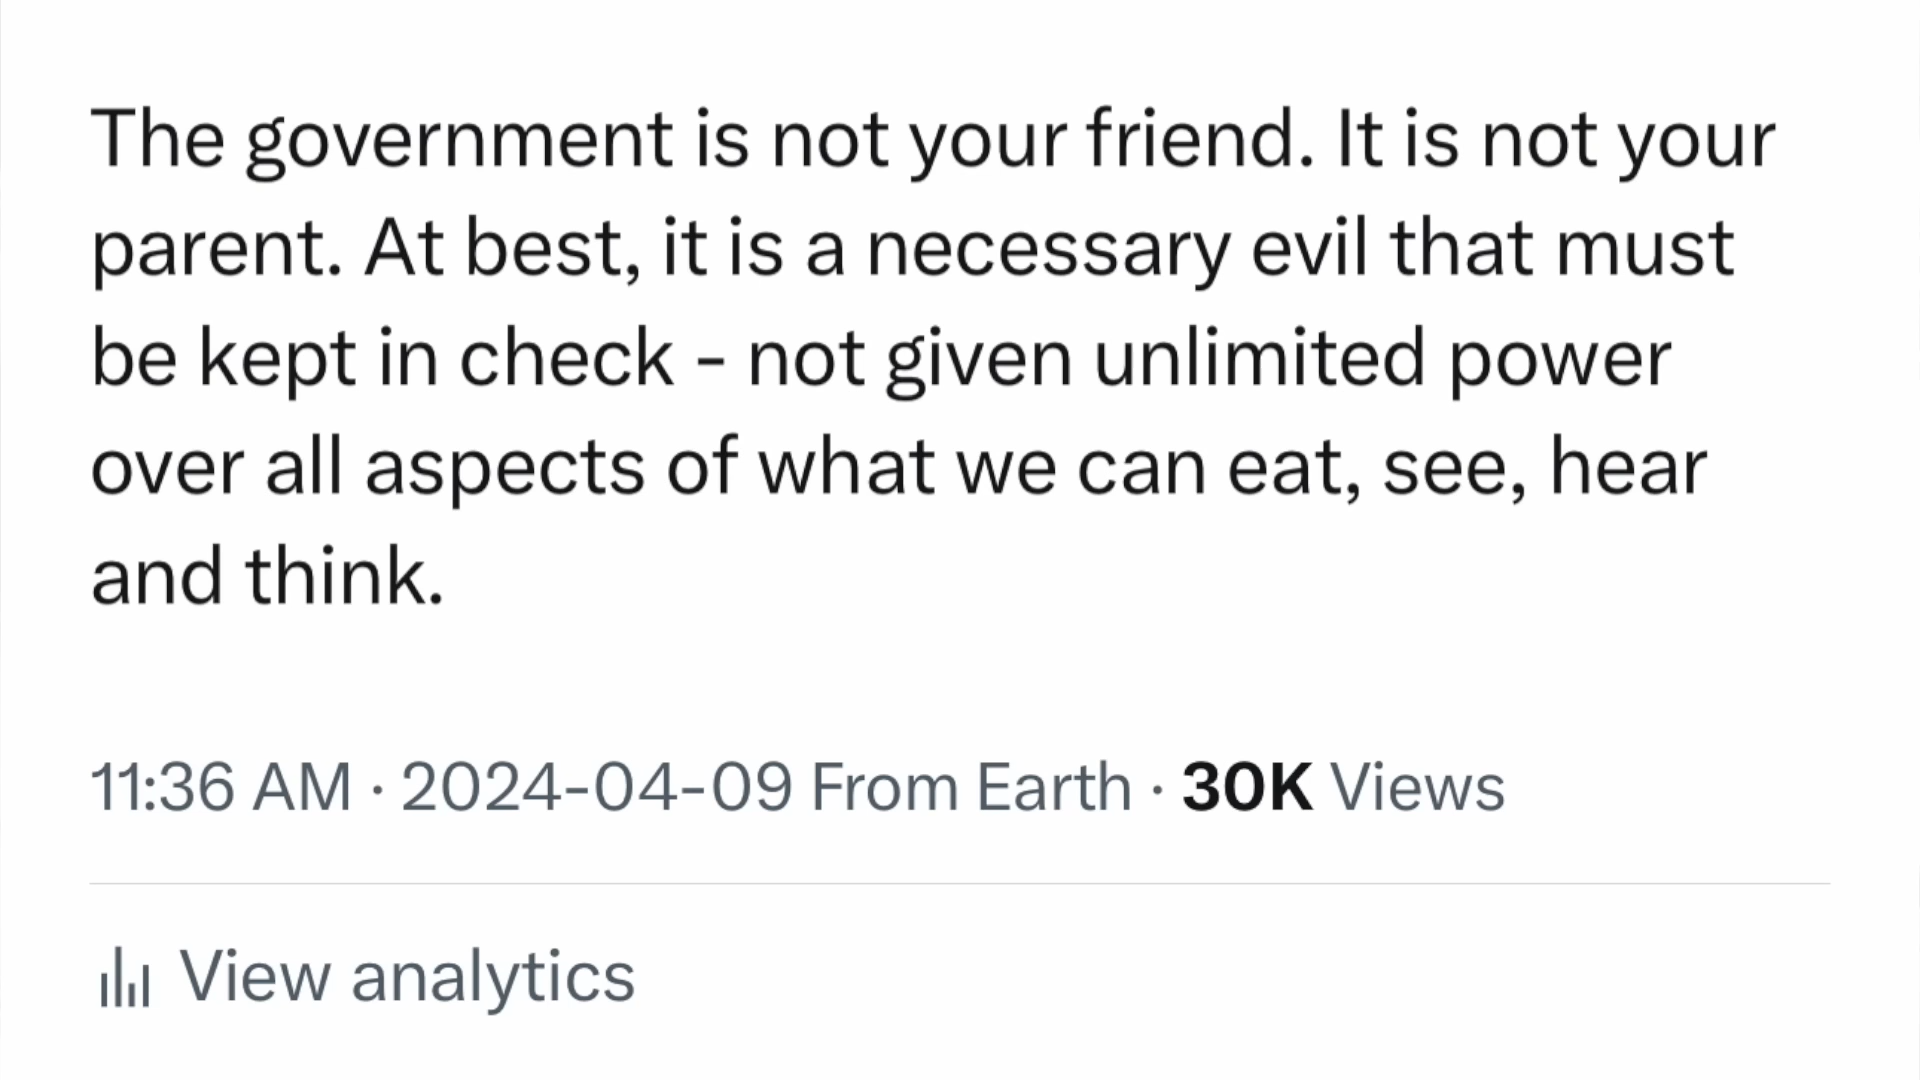 The government is not your friend. It is not your
parent. At best, it is a necessary evil that must
be kept in check - not given unlimited power
over all aspects of what we can eat, see, hear
and think.
11:36 AM · 2024-04-09 From Earth · 30K Views
View analytics